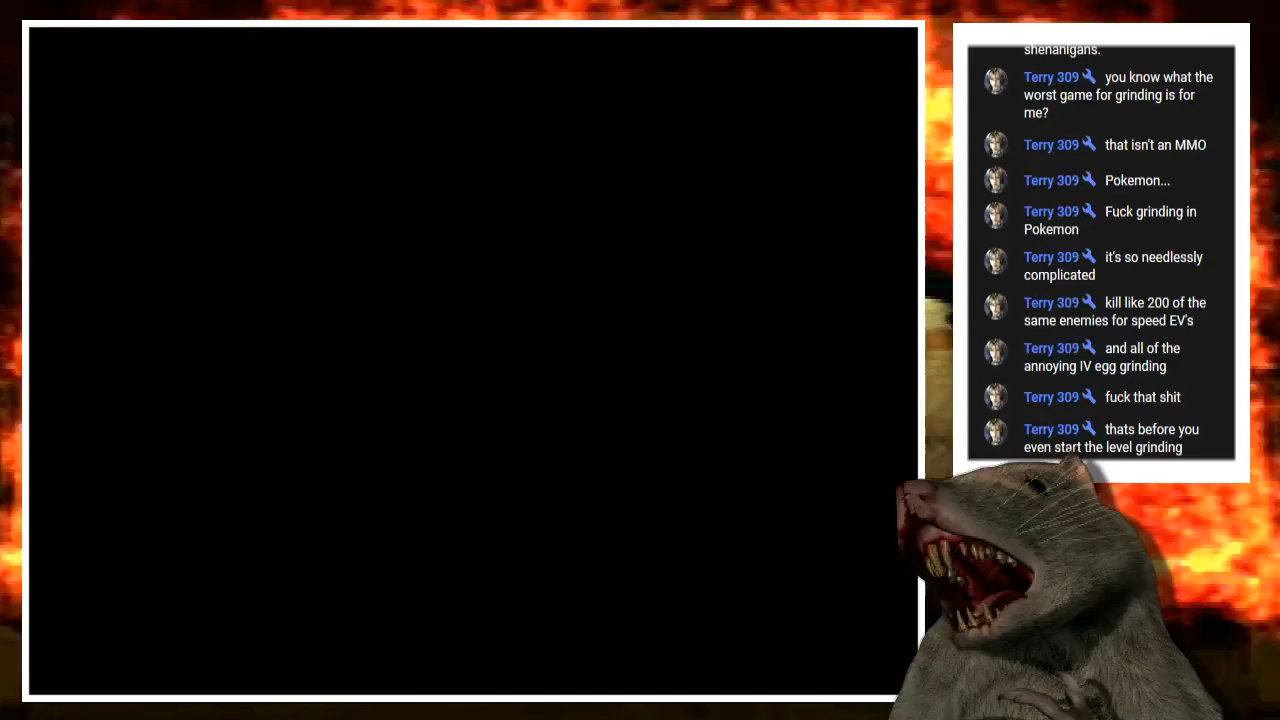 shenanigans.
Terry 309 you know what the
worst game for grinding is for
me?
Terry 309 that isn't an MMO
Terry 309 Pokemon...
Terry 309 Fuck grinding in
Pokemon
Terry 309 it's so needlessly
complicated
Terry 309 kill like 200 of the
same enemies for speed EV's
Terry 309 and all of the
annoying IV egg grinding
Terry 309 fuck that shit
Terry 309 thats before you
even start the level grinding